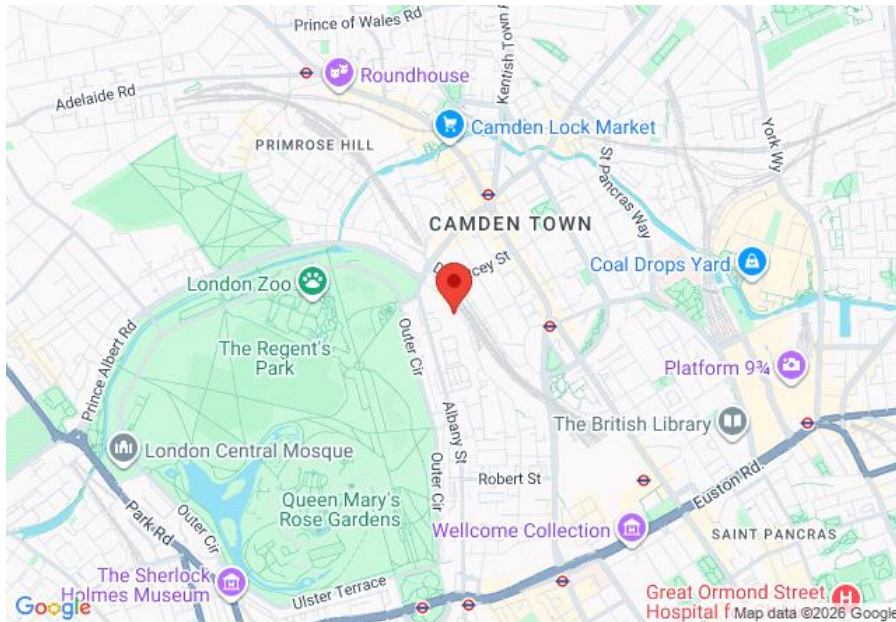 Prince of Wales Rd
Roundhouse
Adelaide Rd
Kentish Town
Camden Lock Market
York Wy
PRIMROSE HILL
St Pancras Way
CAMDEN TOWN
London Zoo
Coal Drops Yard
The Regent's
Park
Outer Cir
Prince Albert Rd
Platform 9¾
Albany St
The British Library
London Central Mosque
Outer Cir
Robert St
Euston Rd.
Queen Mary's
Rose Gardens
Park Rd
Outer Cir
Wellcome Collection
SAINT PANCRAS
The Sherlock
Holmes Museum
Ulster Terrace
Great Ormond Street
Hospital f
Google
Map data ©2026 Google